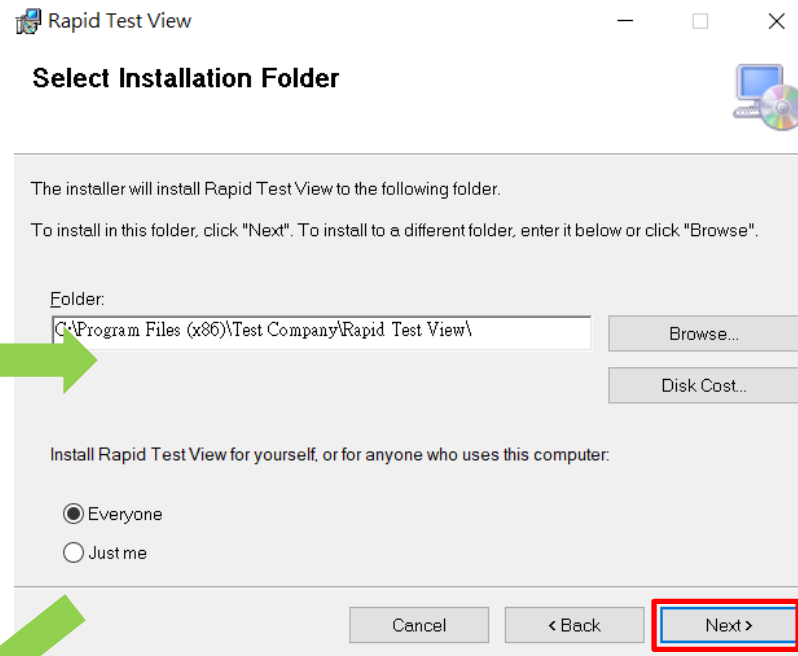 Rapid Test View
Select Installation Folder
The installer will install Rapid Test View to the following folder.
To install in this folder, click "Next". To install to a different folder, enter it below or click "Browse".
Folder:
C:\Program Files (x86)\Test Company\Rapid Test View\
Browse...
Disk Cost...
Install Rapid Test View for yourself, or for anyone who uses this computer:
Everyone
Just me
Cancel
< Back
Next >